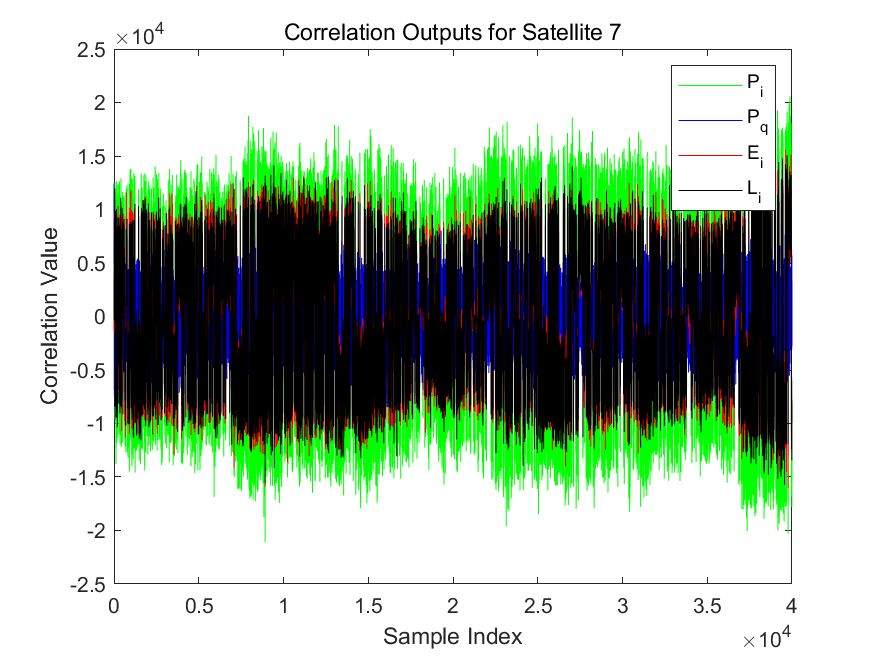 Correlation Outputs for Satellite 7
×10^4
2.5
2
1.5
1
0.5
0
-0.5
-1
-1.5
-2
-2.5
Correlation Value
P_i
P_q
E_i
L_i
0 0.5 1 1.5 2 2.5 3 3.5 4
Sample Index
×10^4